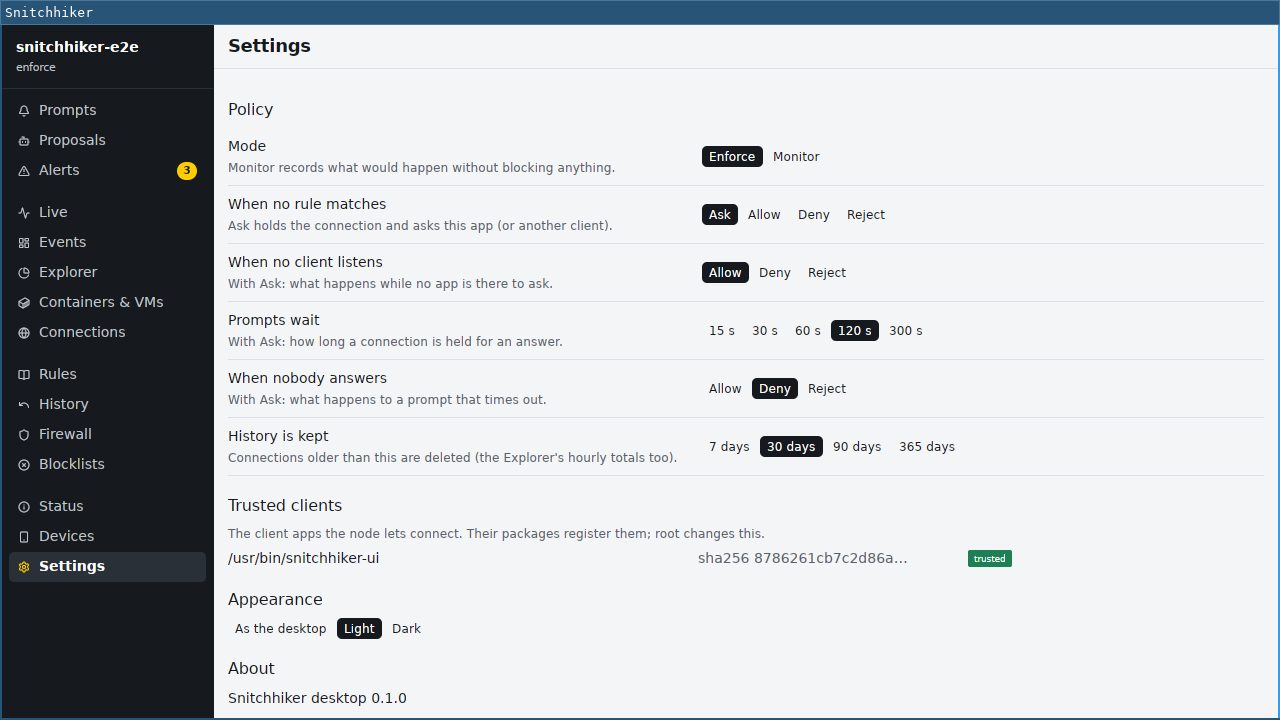 Snitchhiker
snitchhiker-e2e
enforce
Prompts
Proposals
Alerts 3
Live
Events
Explorer
Containers & VMs
Connections
Rules
History
Firewall
Blocklists
Status
Devices
Settings
Settings
Policy
Mode
Monitor records what would happen without blocking anything.
Enforce Monitor
When no rule matches
Ask holds the connection and asks this app (or another client).
Ask Allow Deny Reject
When no client listens
With Ask: what happens while no app is there to ask.
Allow Deny Reject
Prompts wait
With Ask: how long a connection is held for an answer.
15 s 30 s 60 s 120 s 300 s
When nobody answers
With Ask: what happens to a prompt that times out.
Allow Deny Reject
History is kept
Connections older than this are deleted (the Explorer's hourly totals too).
7 days 30 days 90 days 365 days
Trusted clients
The client apps the node lets connect. Their packages register them; root changes this.
/usr/bin/snitchhiker-ui sha256 8786261cb7c2d86a… trusted
Appearance
As the desktop Light Dark
About
Snitchhiker desktop 0.1.0